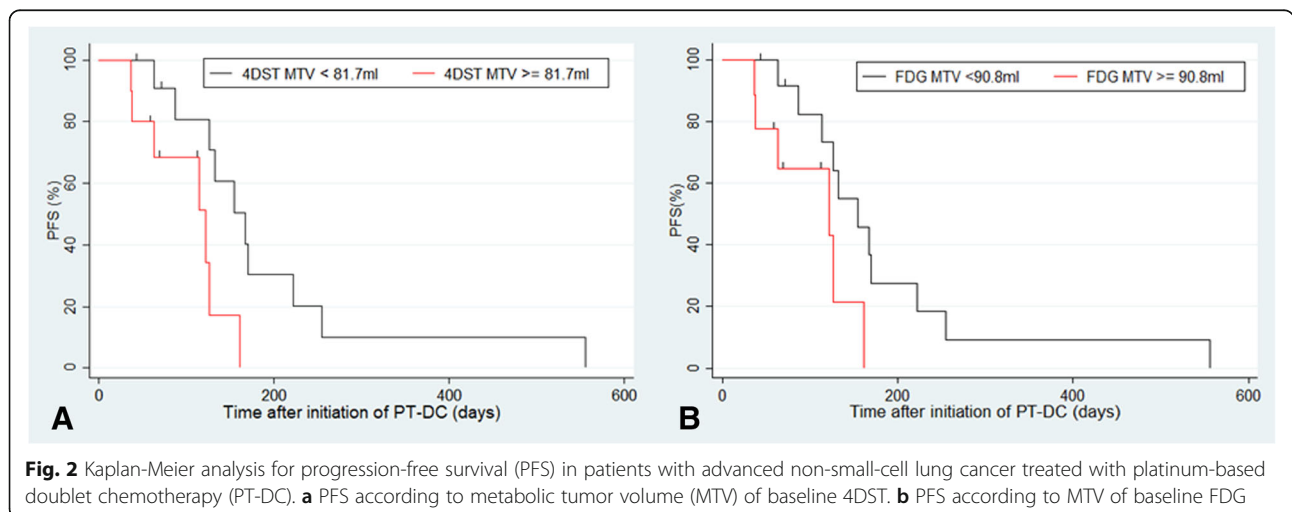 4DST MTV < 81.7ml 4DST MTV >= 81.7ml
PFS (%)
100
80
60
40
20
0
0 200 400 600
Time after initiation of PT-DC (days)
A
FDG MTV <90.8ml FDG MTV >= 90.8ml
PFS(%)
100
80
60
40
20
0
0 200 400 600
Time after initiation of PT-DC (days)
B
Fig. 2 Kaplan-Meier analysis for progression-free survival (PFS) in patients with advanced non-small-cell lung cancer treated with platinum-based
doublet chemotherapy (PT-DC). a PFS according to metabolic tumor volume (MTV) of baseline 4DST. b PFS according to MTV of baseline FDG